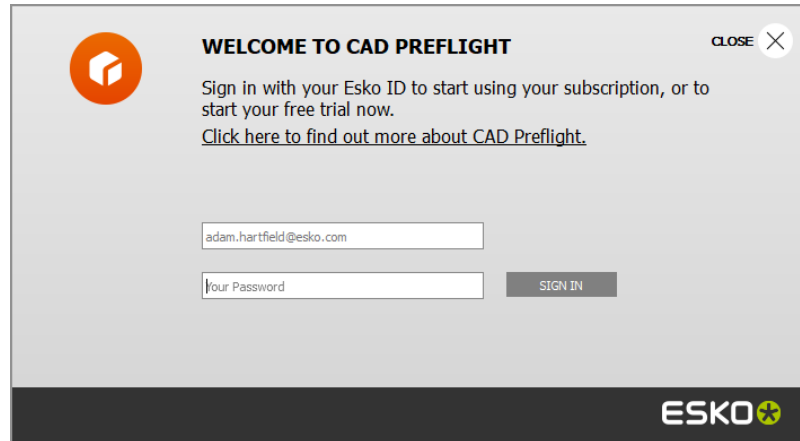 WELCOME TO CAD PREFLIGHT
CLOSE
Sign in with your Esko ID to start using your subscription, or to
start your free trial now.
Click here to find out more about CAD Preflight.
adam.hartfield@esko.com
Your Password
SIGN IN
ESKO